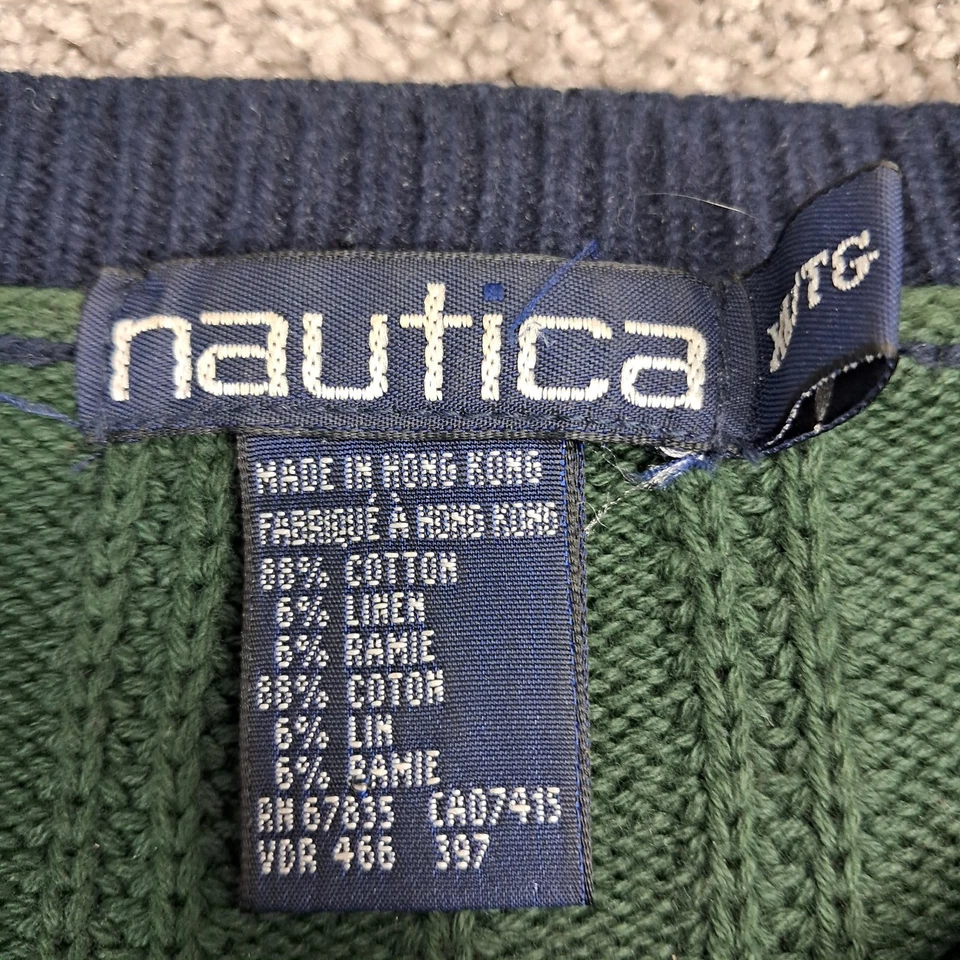 nautica
M/TG
MADE IN HONG KONG
FABRIQUÉ À HONG KONG
88% COTTON
6% LINEN
6% RAMIE
88% COTON
6% LIN
6% RAMIE
RN 67835 CA07415
VDR 466 397